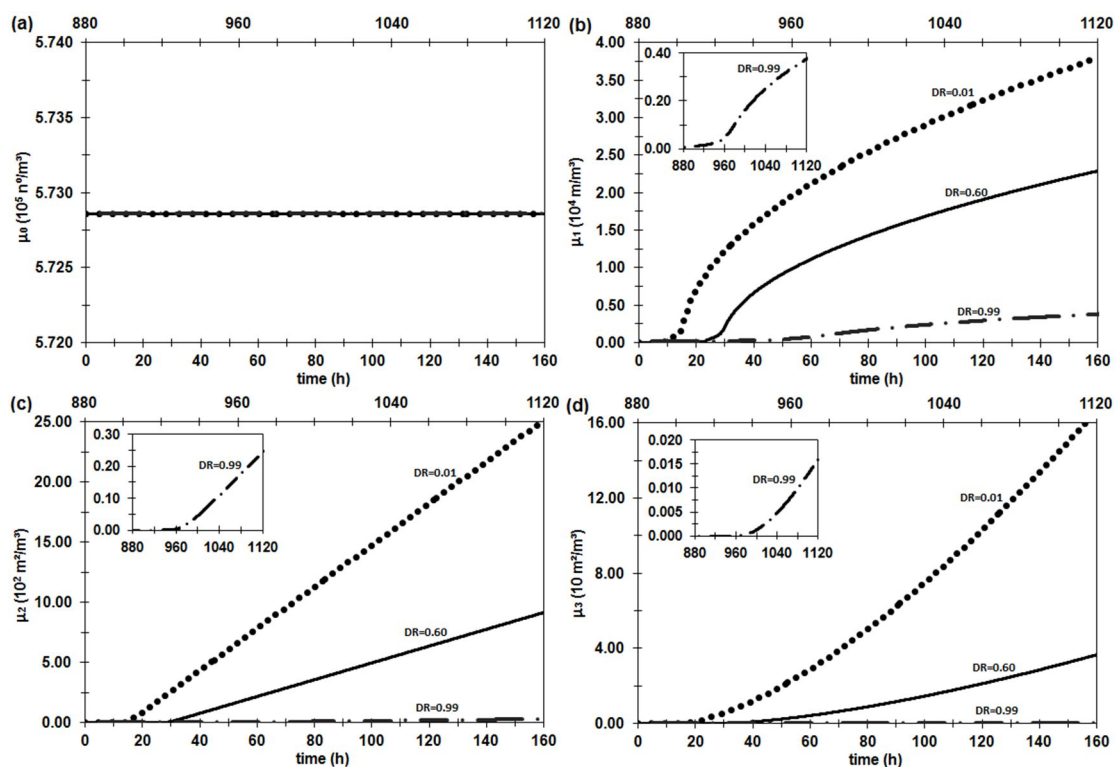 (a)
880 960 1040 1120
5.740
5.735
5.730
5.725
5.720
μ₀ (10⁵ nº/m³)
0 20 40 60 80 100 120 140 160
time (h)
(b)
880 960 1040 1120
4.00
3.50
3.00
2.50
2.00
1.50
1.00
0.50
0.00
μ₁ (10⁴ m/m³)
0.40
0.20
0.00
DR=0.99
880 960 1040 1120
DR=0.01
DR=0.60
DR=0.99
0 20 40 60 80 100 120 140 160
time (h)
(c)
880 960 1040 1120
25.00
20.00
15.00
10.00
5.00
0.00
μ₂ (10² m²/m³)
0.30
0.20
0.10
0.00
DR=0.99
880 960 1040 1120
DR=0.01
DR=0.60
DR=0.99
0 20 40 60 80 100 120 140 160
time (h)
(d)
880 960 1040 1120
16.00
12.00
8.00
4.00
0.00
μ₃ (10 m²/m³)
0.020
0.015
0.010
0.005
0.000
DR=0.99
880 960 1040 1120
DR=0.01
DR=0.60
DR=0.99
0 20 40 60 80 100 120 140 160
time (h)